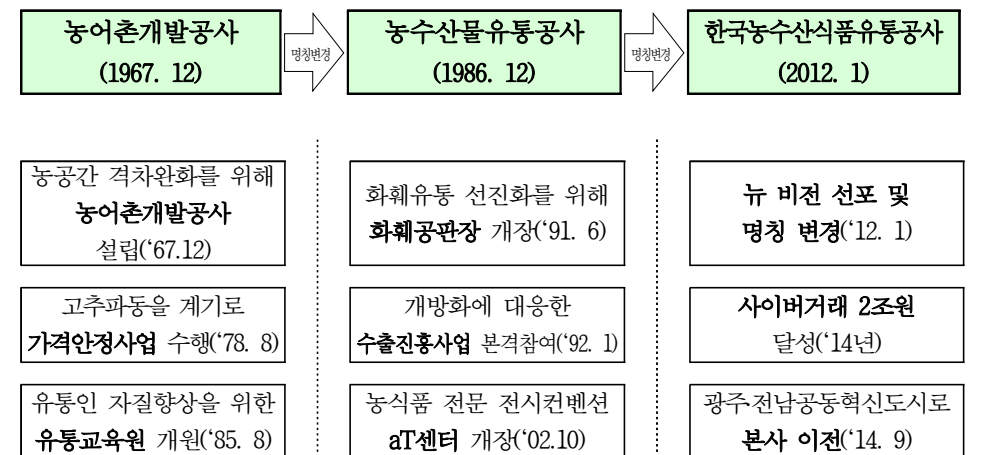 농어촌개발공사
(1967. 12)
명칭변경
농수산물유통공사
(1986. 12)
명칭변경
한국농수산식품유통공사
(2012. 1)
농공간 격차완화를 위해
농어촌개발공사
설립(‘67.12)
화훼유통 선진화를 위해
화훼공판장 개장(‘91. 6)
뉴 비전 선포 및
명칭 변경(‘12. 1)
고추파동을 계기로
가격안정사업 수행(‘78. 8)
개방화에 대응한
수출진흥사업 본격참여(‘92. 1)
사이버거래 2조원
달성(‘14년)
유통인 자질향상을 위한
유통교육원 개원(‘85. 8)
농식품 전문 전시컨벤션
aT센터 개장(‘02.10)
광주·전남공동혁신도시로
본사 이전(‘14. 9)